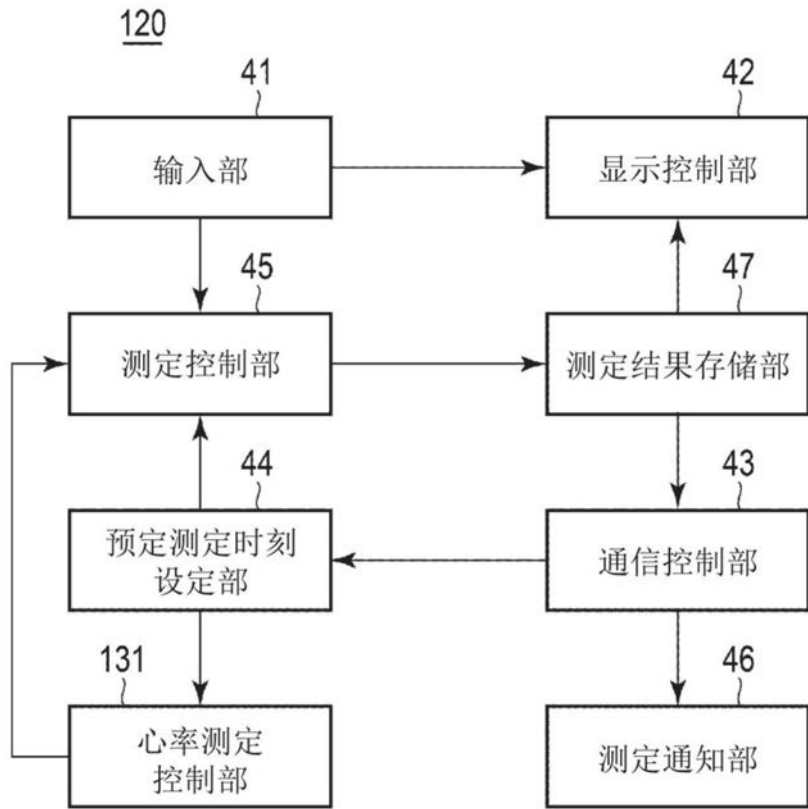 120
41
输入部
42
显示控制部
45
测定控制部
47
测定结果存储部
44
预定测定时刻
设定部
43
通信控制部
131
心率测定
控制部
46
测定通知部